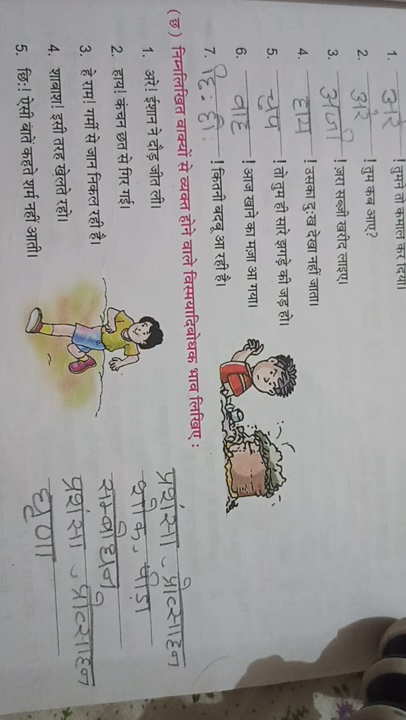 1. अरे ! तुमने तो कमाल कर दिया।
2. अरे ! तुम कब आए?
3. अजी ! ज़रा सब्ज़ी खरीद लाइए।
4. हाय ! उसका दुःख देखा नहीं जाता।
5. चुप ! तो तुम ही सारे झगड़े की जड़ हो।
6. वाह ! आज खाने का मज़ा आ गया।
7. छि: छी: ! कितनी बदबू आ रही है।
(छ) निम्नलिखित वाक्यों से व्यक्त होने वाले विस्मयादिबोधक भाव लिखिए :
1. अरे! ईशान ने दौड़ जीत ली। प्रशंसा - प्रोत्साहन
2. हाय! कंचन छत से गिर गई। शोक - पीड़ा
3. हे राम! गर्मी से जान निकल रही है। सम्बोधन
4. शाबाश! इसी तरह खेलते रहो। प्रशंसा - प्रोत्साहन
5. छि:! ऐसी बातें कहते शर्म नहीं आती। घृणा